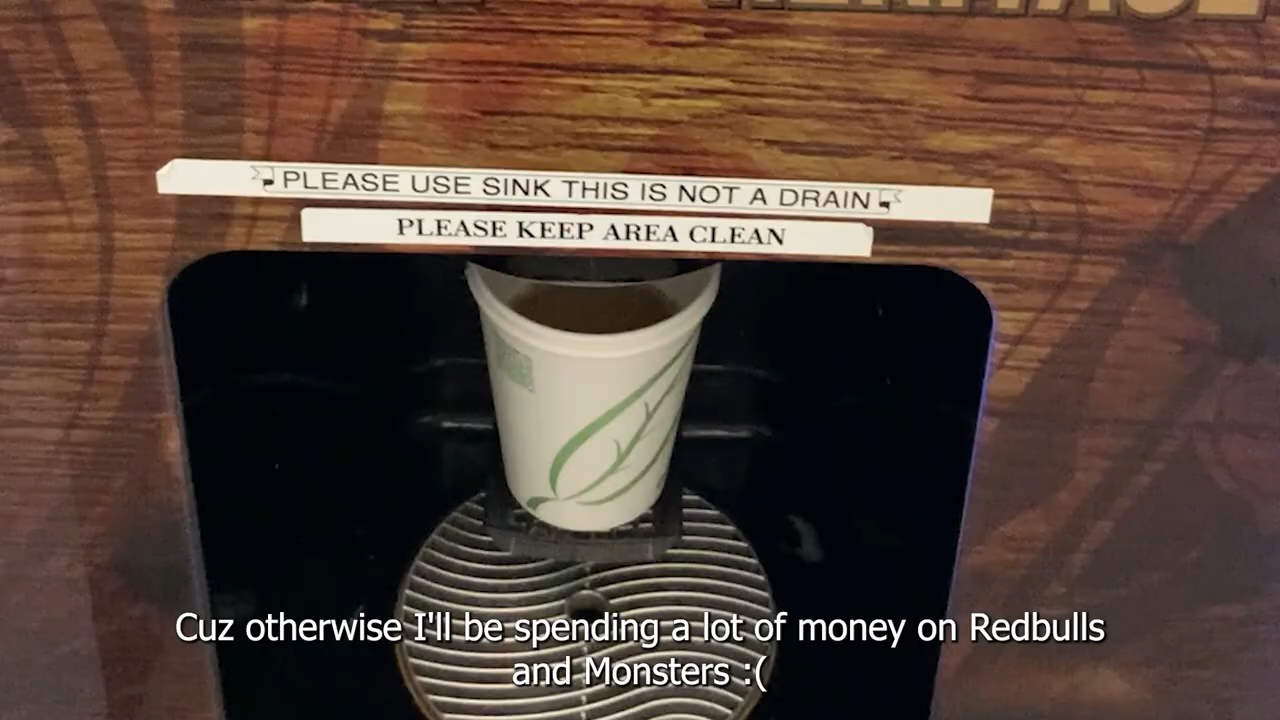 PLEASE USE SINK THIS IS NOT A DRAIN
PLEASE KEEP AREA CLEAN
Cuz otherwise I'll be spending a lot of money on Redbulls
and Monsters :(